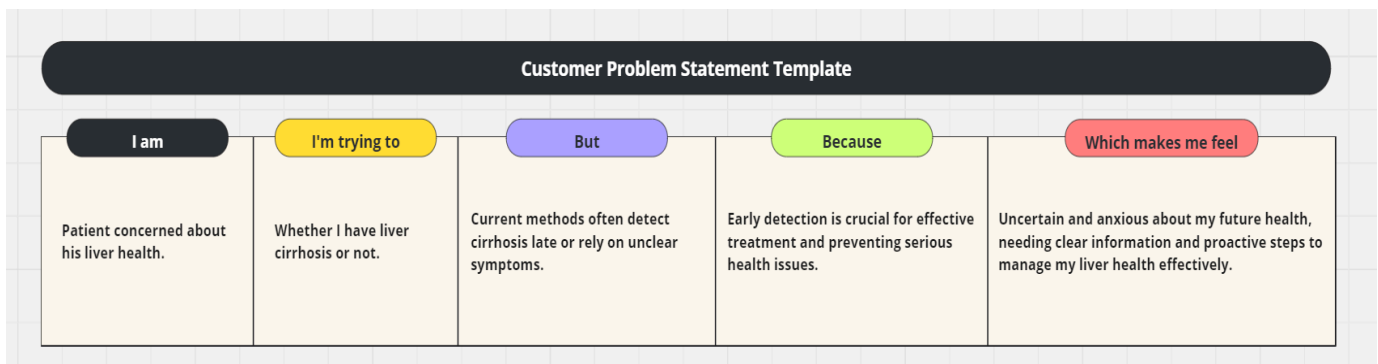 Customer Problem Statement Template
I am
Patient concerned about
his liver health.
I'm trying to
Whether I have liver
cirrhosis or not.
But
Current methods often detect
cirrhosis late or rely on unclear
symptoms.
Because
Early detection is crucial for effective
treatment and preventing serious
health issues.
Which makes me feel
Uncertain and anxious about my future health,
needing clear information and proactive steps to
manage my liver health effectively.